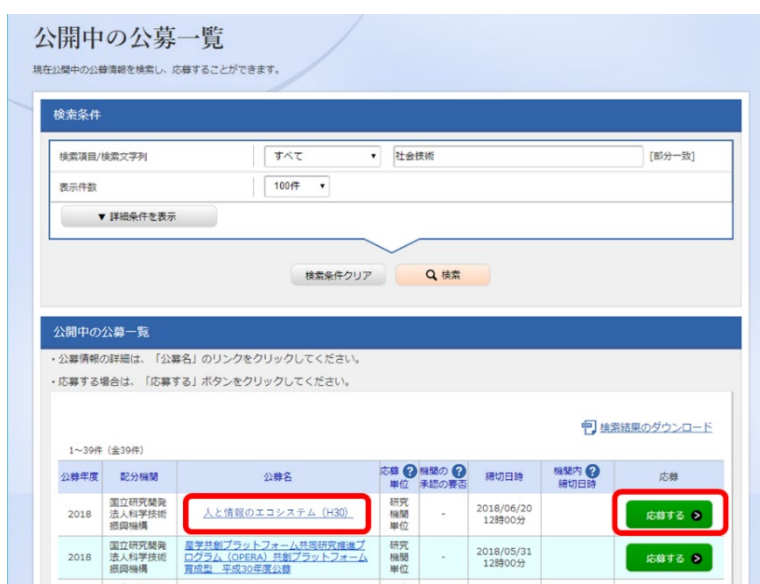 公開中の公募一覧
現在公開中の公募情報を検索し、応募することができます。
検索条件
検索項目/検索文字列 すべて ▼ 社会技術 [部分一致]
表示件数 100件 ▼
▼ 詳細条件を表示
検索条件クリア 検索
公開中の公募一覧
・公募情報の詳細は、「公募名」のリンクをクリックしてください。
・応募する場合は、「応募する」ボタンをクリックしてください。
検索結果のダウンロード
1～39件 (全39件)
公募年度 配分機関 公募名 応募単位 ? 機関の承認の要否 ? 締切日時 機関内締切日時 ? 応募
2018 国立研究開発法人科学技術振興機構 人と情報のエコシステム（H30） 研究機関単位 - 2018/06/20 12時00分 応募する
2018 国立研究開発法人科学技術振興機構 産学共創プラットフォーム共同研究推進プログラム（OPERA）共創プラットフォーム育成型 平成30年度公募 研究機関単位 - 2018/05/31 12時00分 応募する